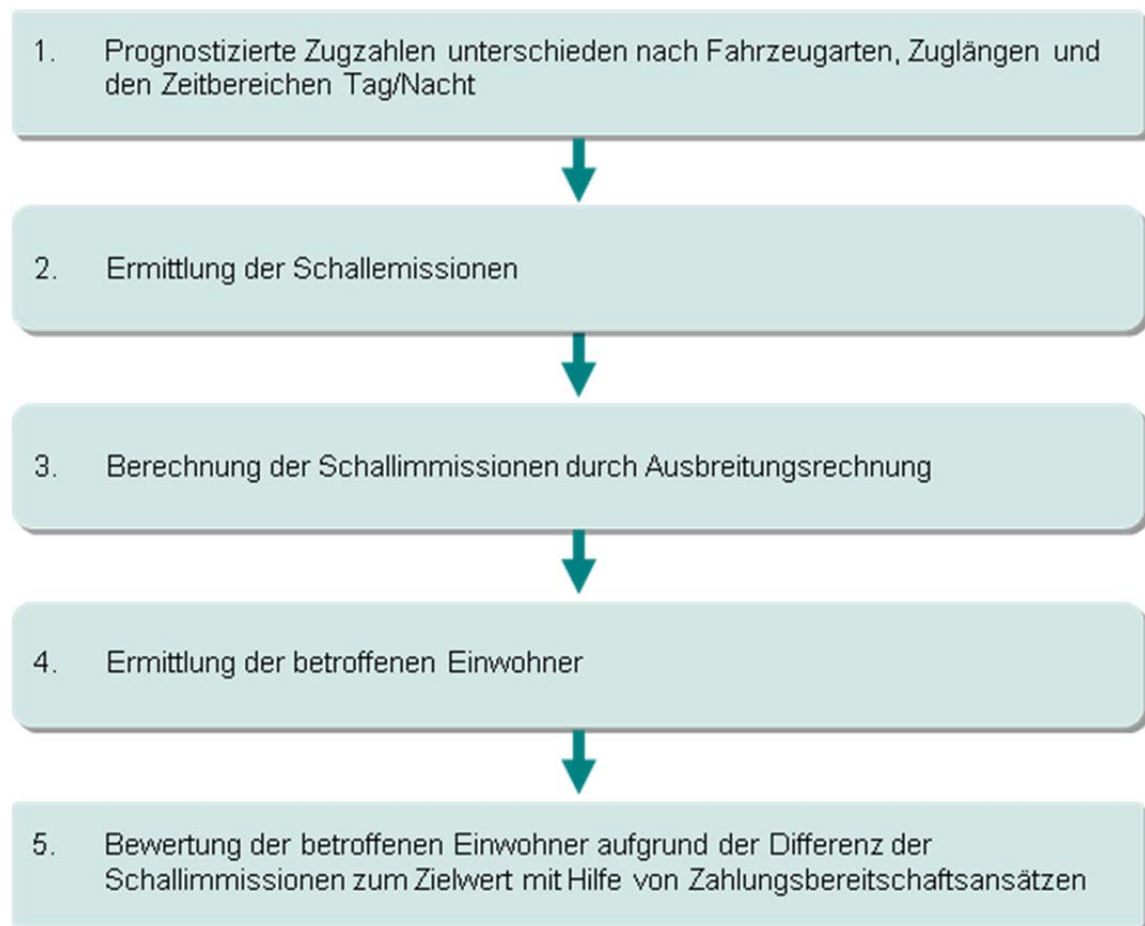 1. Prognostizierte Zugzahlen unterschieden nach Fahrzeugarten, Zuglängen und
den Zeitbereichen Tag/Nacht
2. Ermittlung der Schallemissionen
3. Berechnung der Schallimmissionen durch Ausbreitungsrechnung
4. Ermittlung der betroffenen Einwohner
5. Bewertung der betroffenen Einwohner aufgrund der Differenz der
Schallimmissionen zum Zielwert mit Hilfe von Zahlungsbereitschaftsansätzen